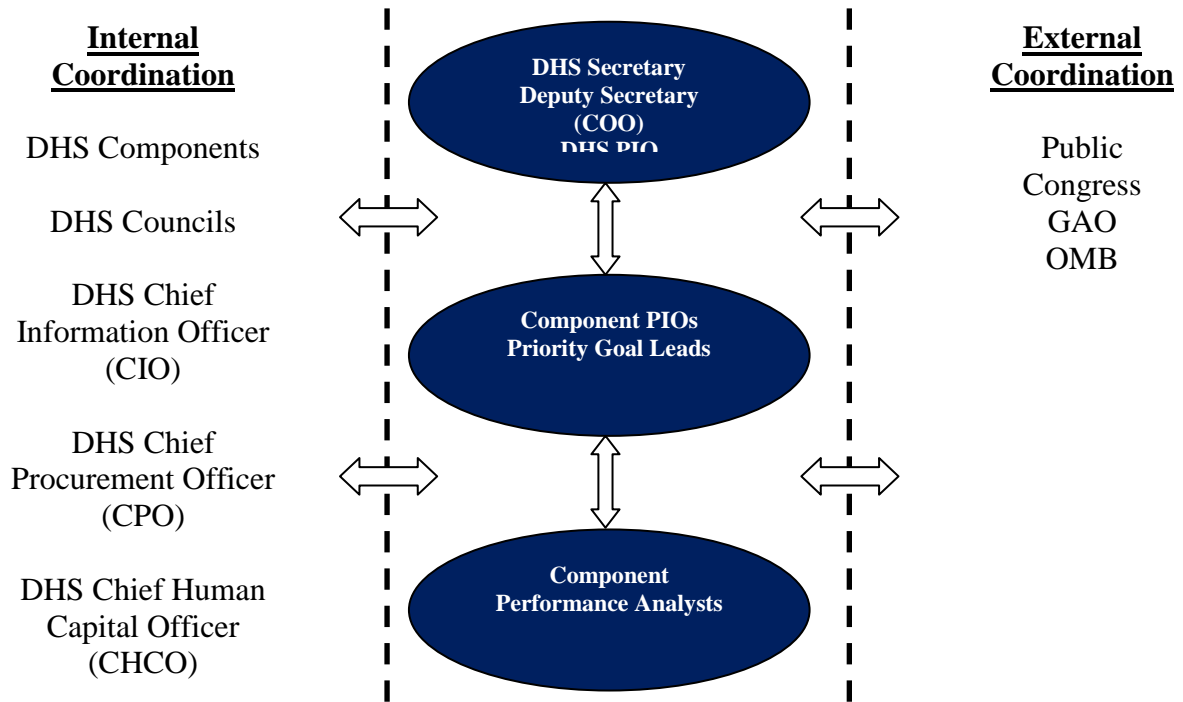 Internal
Coordination
DHS Components
DHS Councils
DHS Chief
Information Officer
(CIO)
DHS Chief
Procurement Officer
(CPO)
DHS Chief Human
Capital Officer
(CHCO)
DHS Secretary
Deputy Secretary
(COO)
DHS PIO
Component PIOs
Priority Goal Leads
Component
Performance Analysts
External
Coordination
Public
Congress
GAO
OMB